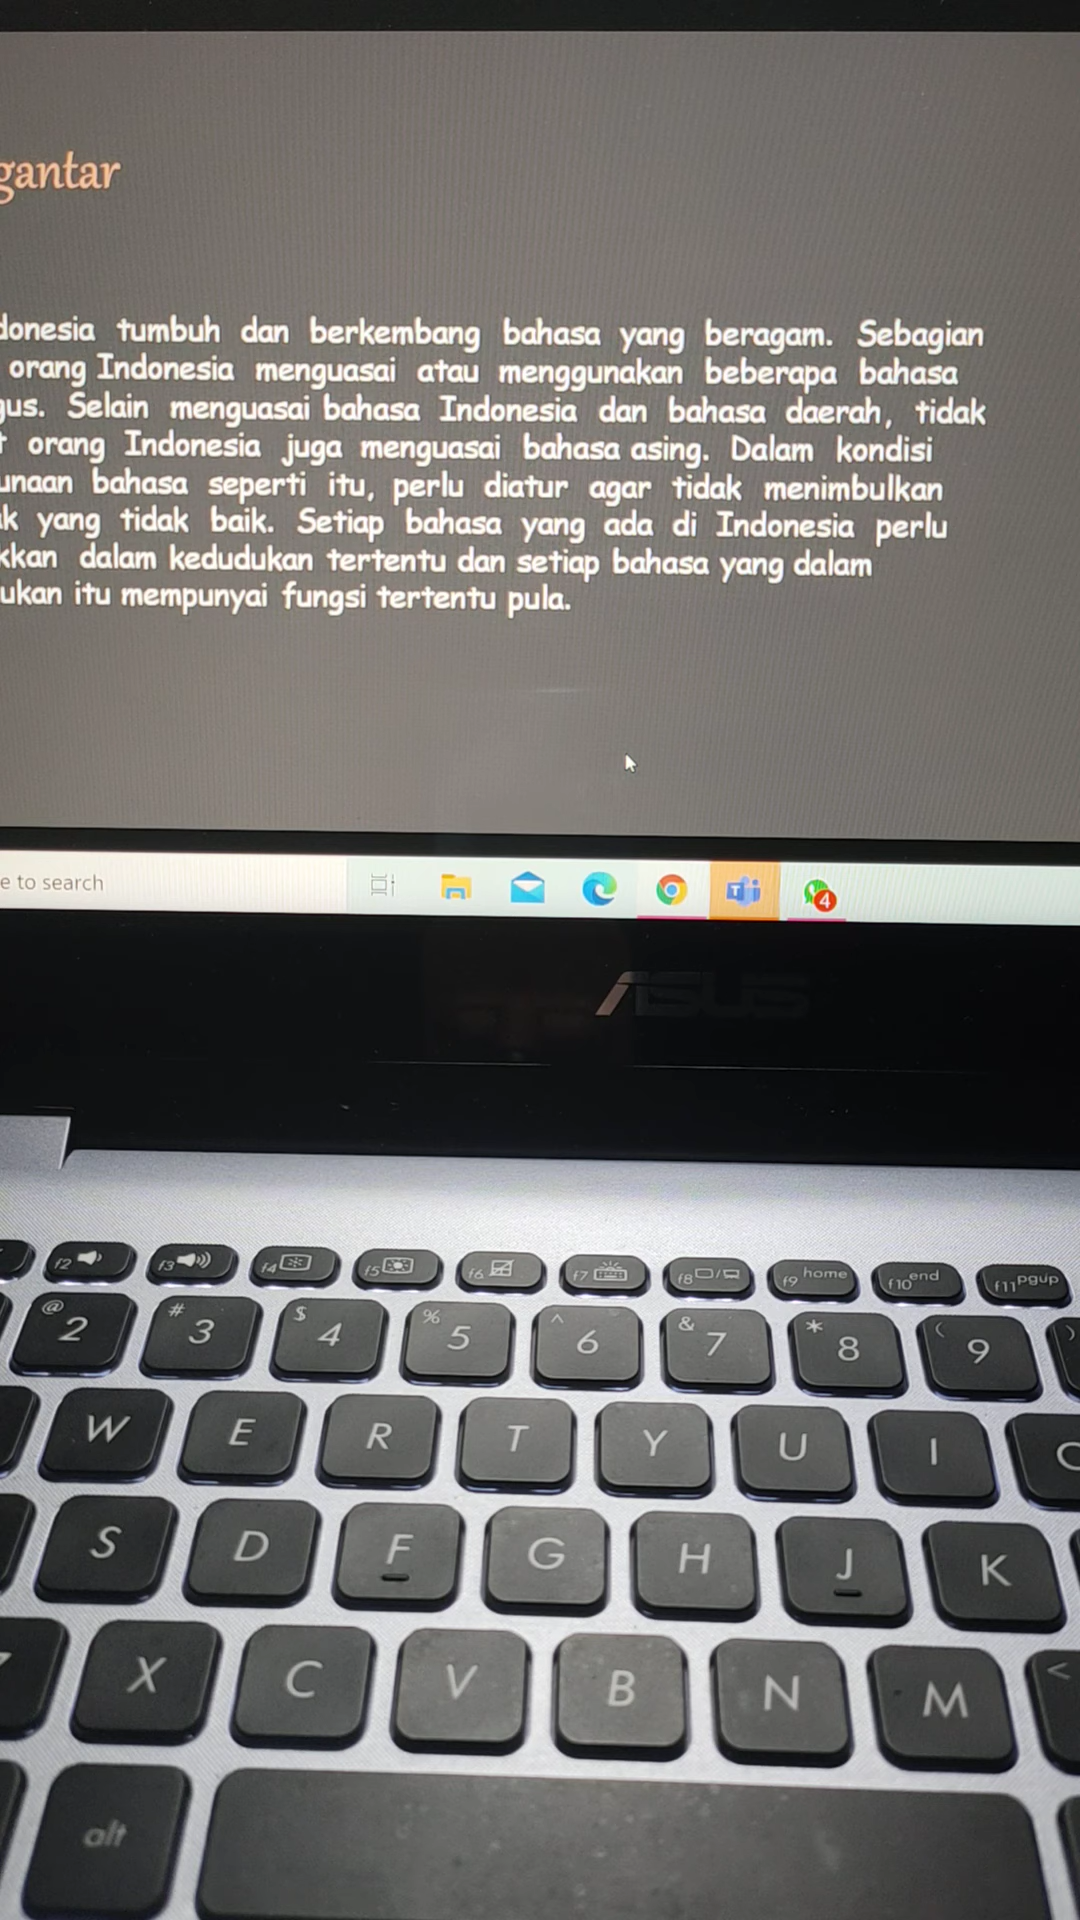 gantar
donesia tumbuh dan berkembang bahasa yang beragam. Sebagian
orang Indonesia menguasai atau menggunakan beberapa bahasa
gus. Selain menguasai bahasa Indonesia dan bahasa daerah, tidak
t orang Indonesia juga menguasai bahasa asing. Dalam kondisi
unaan bahasa seperti itu, perlu diatur agar tidak menimbulkan
ak yang tidak baik. Setiap bahasa yang ada di Indonesia perlu
kkan dalam kedudukan tertentu dan setiap bahasa yang dalam
ukan itu mempunyai fungsi tertentu pula.
e to search
T
4
ASUS
f2 f3 f4 f5 f6 f7 f8 f9 home f10 end f11 pgup
@ 2 # 3 $ 4 % 5 ^ 6 & 7 * 8 ( 9 )
W E R T Y U I
S D F G H J K
X C V B N M <
alt